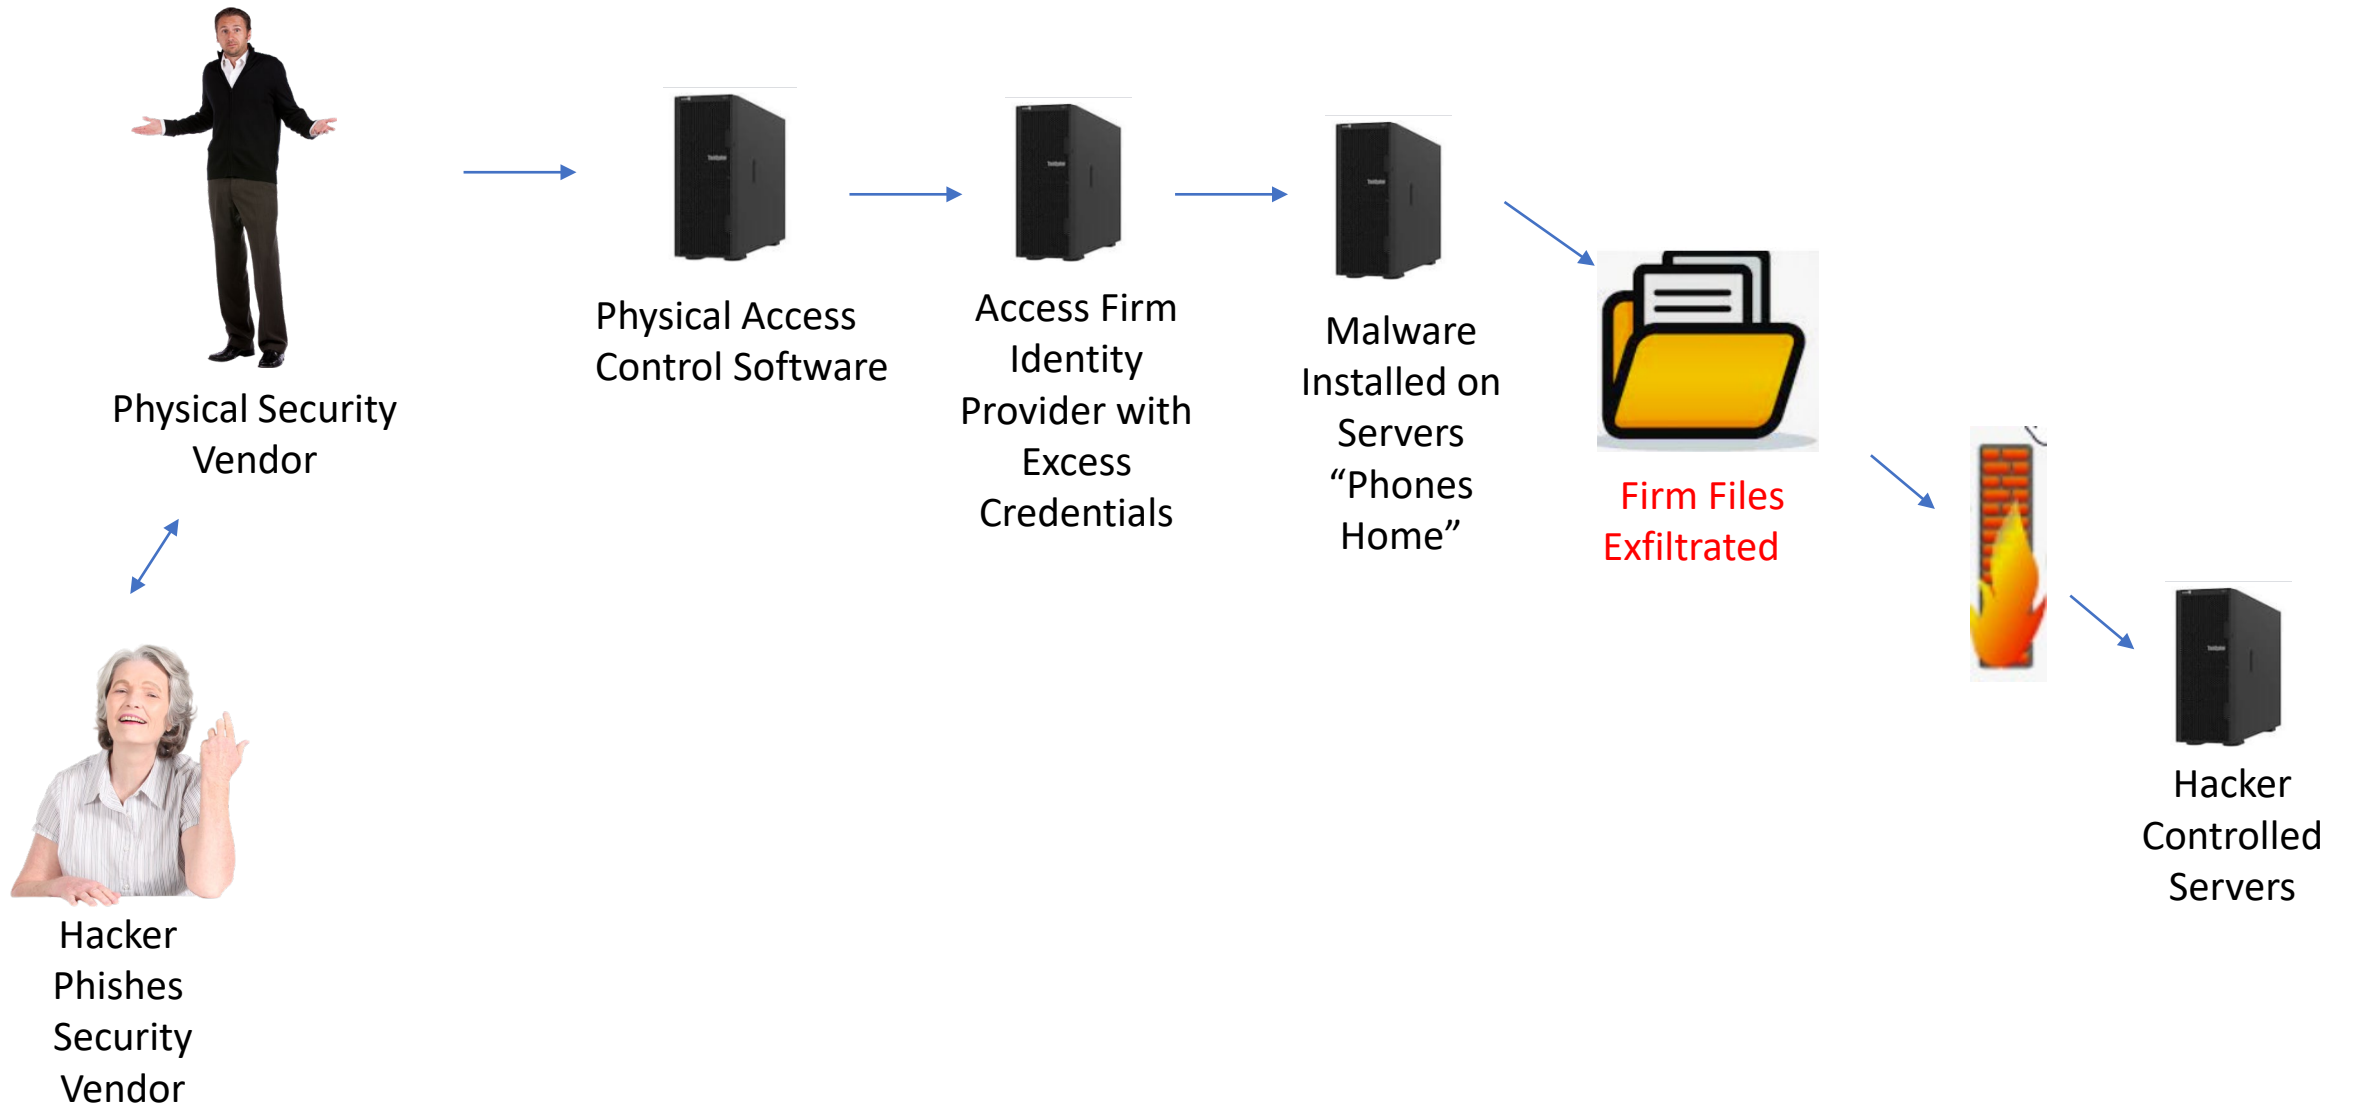 Physical Security
Vendor
Hacker
Phishes
Security
Vendor
Physical Access
Control Software
Access Firm
Identity
Provider with
Excess
Credentials
Malware
Installed on
Servers
“Phones
Home”
Firm Files
Exfiltrated
Hacker
Controlled
Servers